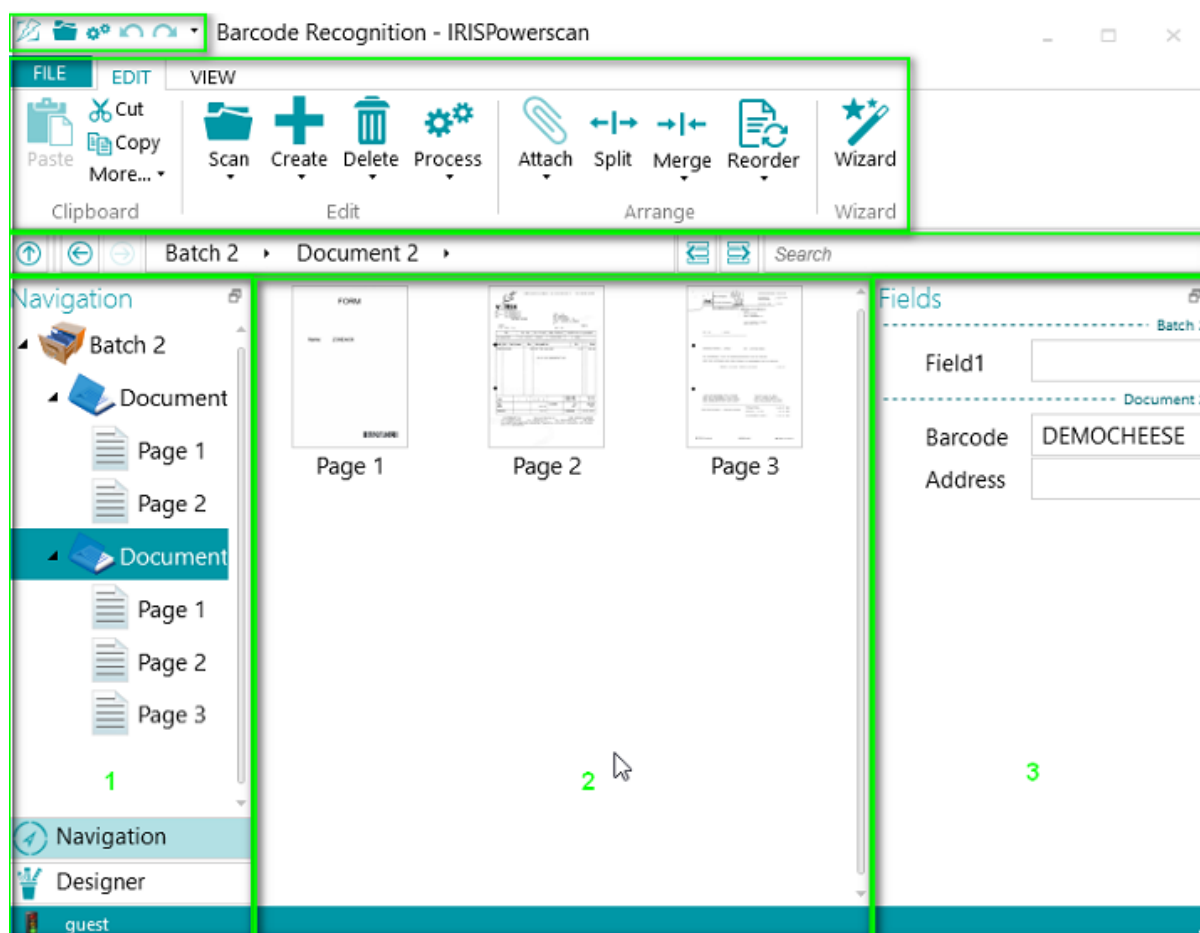 Barcode Recognition - IRISPowerscan
FILE EDIT VIEW
Paste
Cut
Copy
More...
Clipboard
Scan Create Delete Process
Edit
Attach Split Merge Reorder
Arrange
Wizard
Wizard
Batch 2 Document 2 Search
Navigation
Batch 2
Document
Page 1
Page 2
Document
Page 1
Page 2
Page 3
1
Navigation
Designer
guest
FORM
Page 1 Page 2 Page 3
2
Fields
Batch
Field1
Document
Barcode DEMOCHEESE
Address
3